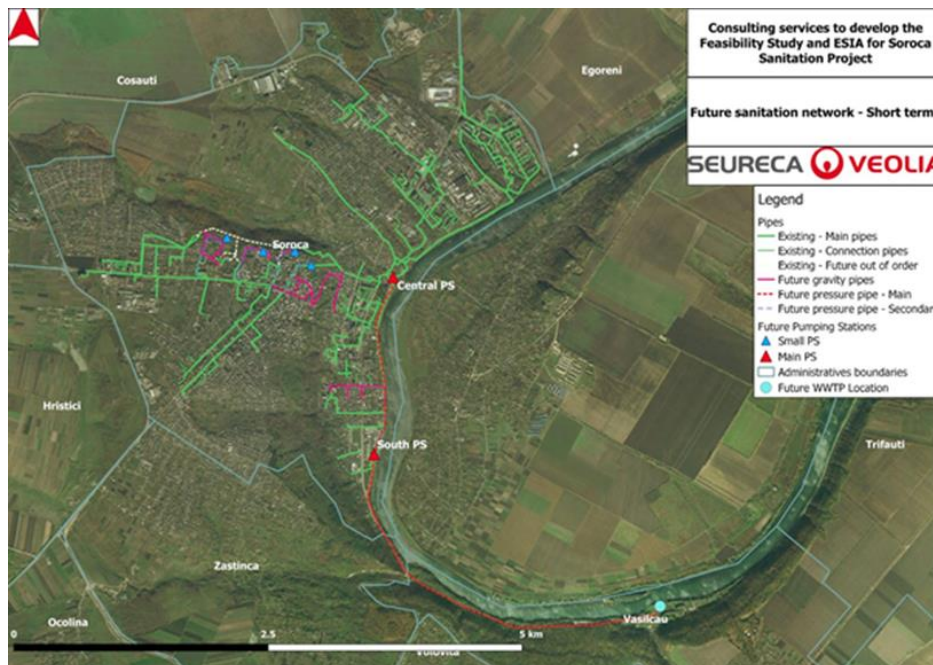 Consulting services to develop the
Feasibility Study and ESIA for Soroca
Sanitation Project
Future sanitation network - Short term
SEURECA VEOLIA
Legend
Pipes
Existing - Main pipes
Existing - Connection pipes
Existing - Future out of order
Future gravity pipes
Future pressure pipe - Main
Future pressure pipe - Secondar
Future Pumping Stations
Small PS
Main PS
Administratives boundaries
Future WWTP Location
Cosauti
Egoreni
Soroca
Central PS
Hristici
South PS
Trifauti
Zastinca
Vasilcau
Ocolina
Volovita
0 2.5 5 km